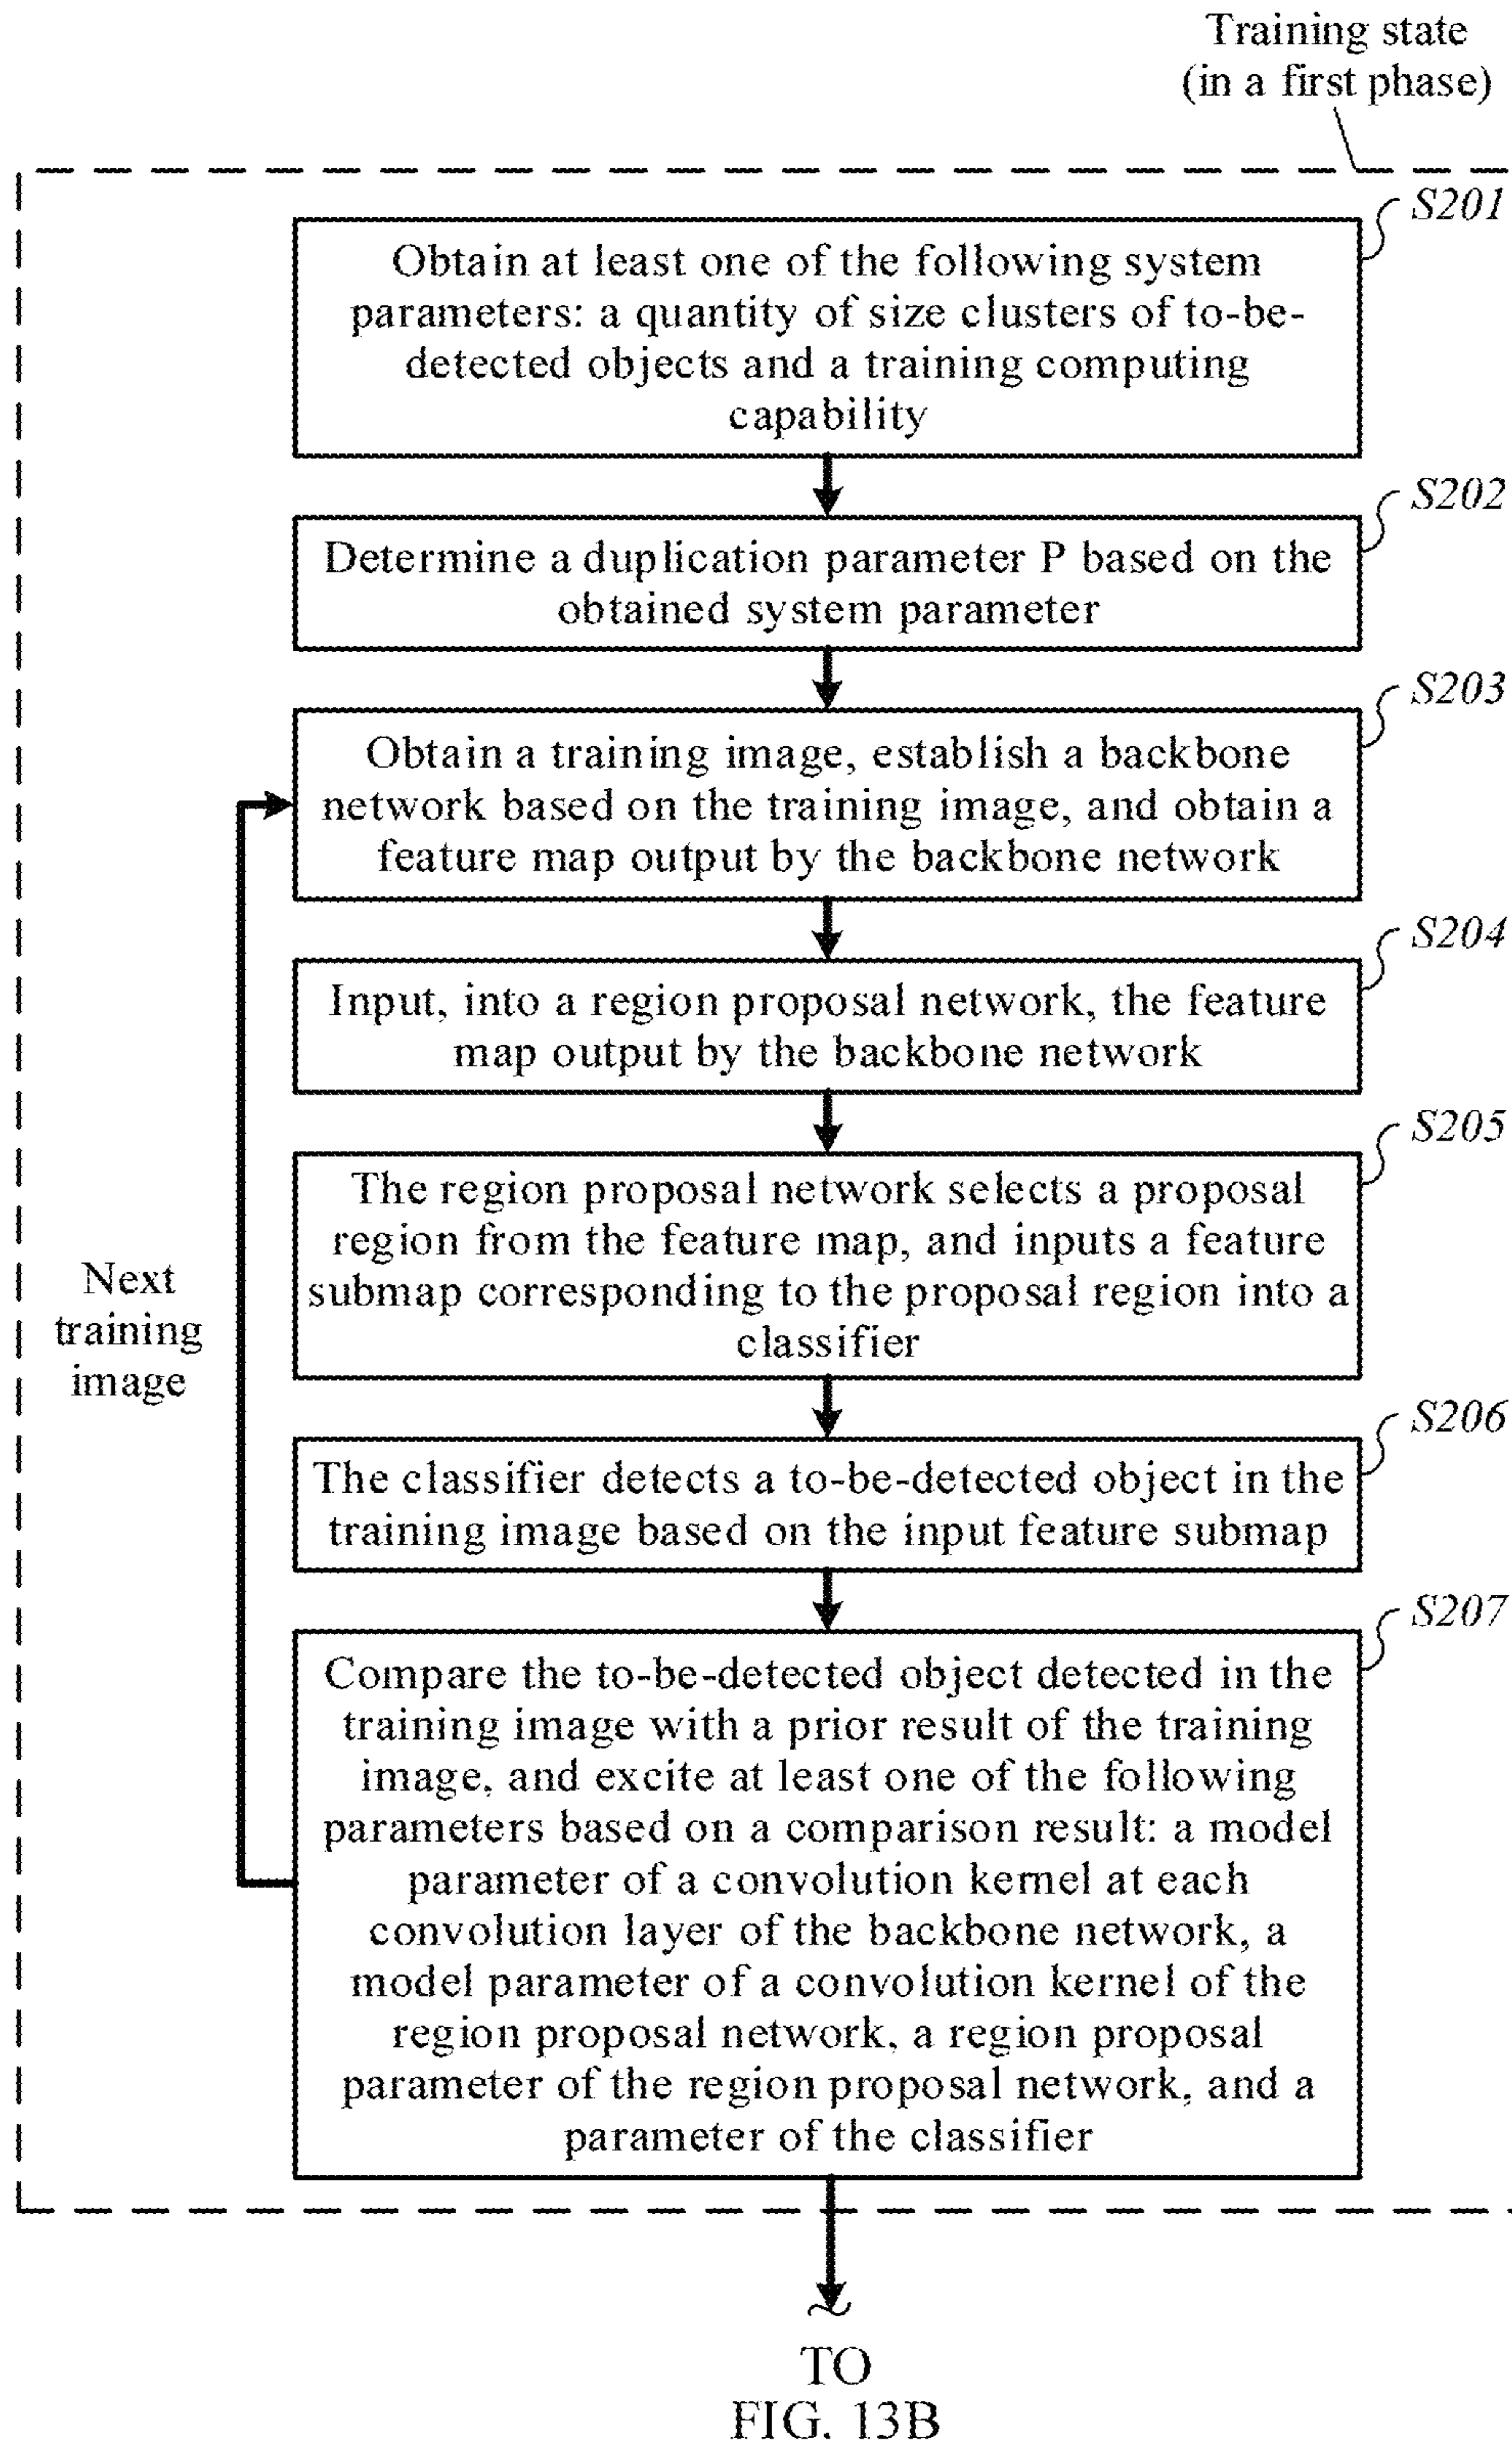 Training state
(in a first phase)
S201
Obtain at least one of the following system
parameters: a quantity of size clusters of to-be-
detected objects and a training computing
capability
S202
Determine a duplication parameter P based on the
obtained system parameter
S203
Obtain a training image, establish a backbone
network based on the training image, and obtain a
feature map output by the backbone network
S204
Input, into a region proposal network, the feature
map output by the backbone network
S205
The region proposal network selects a proposal
region from the feature map, and inputs a feature
submap corresponding to the proposal region into a
classifier
Next
training
image
S206
The classifier detects a to-be-detected object in the
training image based on the input feature submap
S207
Compare the to-be-detected object detected in the
training image with a prior result of the training
image, and excite at least one of the following
parameters based on a comparison result: a model
parameter of a convolution kernel at each
convolution layer of the backbone network, a
model parameter of a convolution kernel of the
region proposal network, a region proposal
parameter of the region proposal network, and a
parameter of the classifier
TO
FIG. 13B